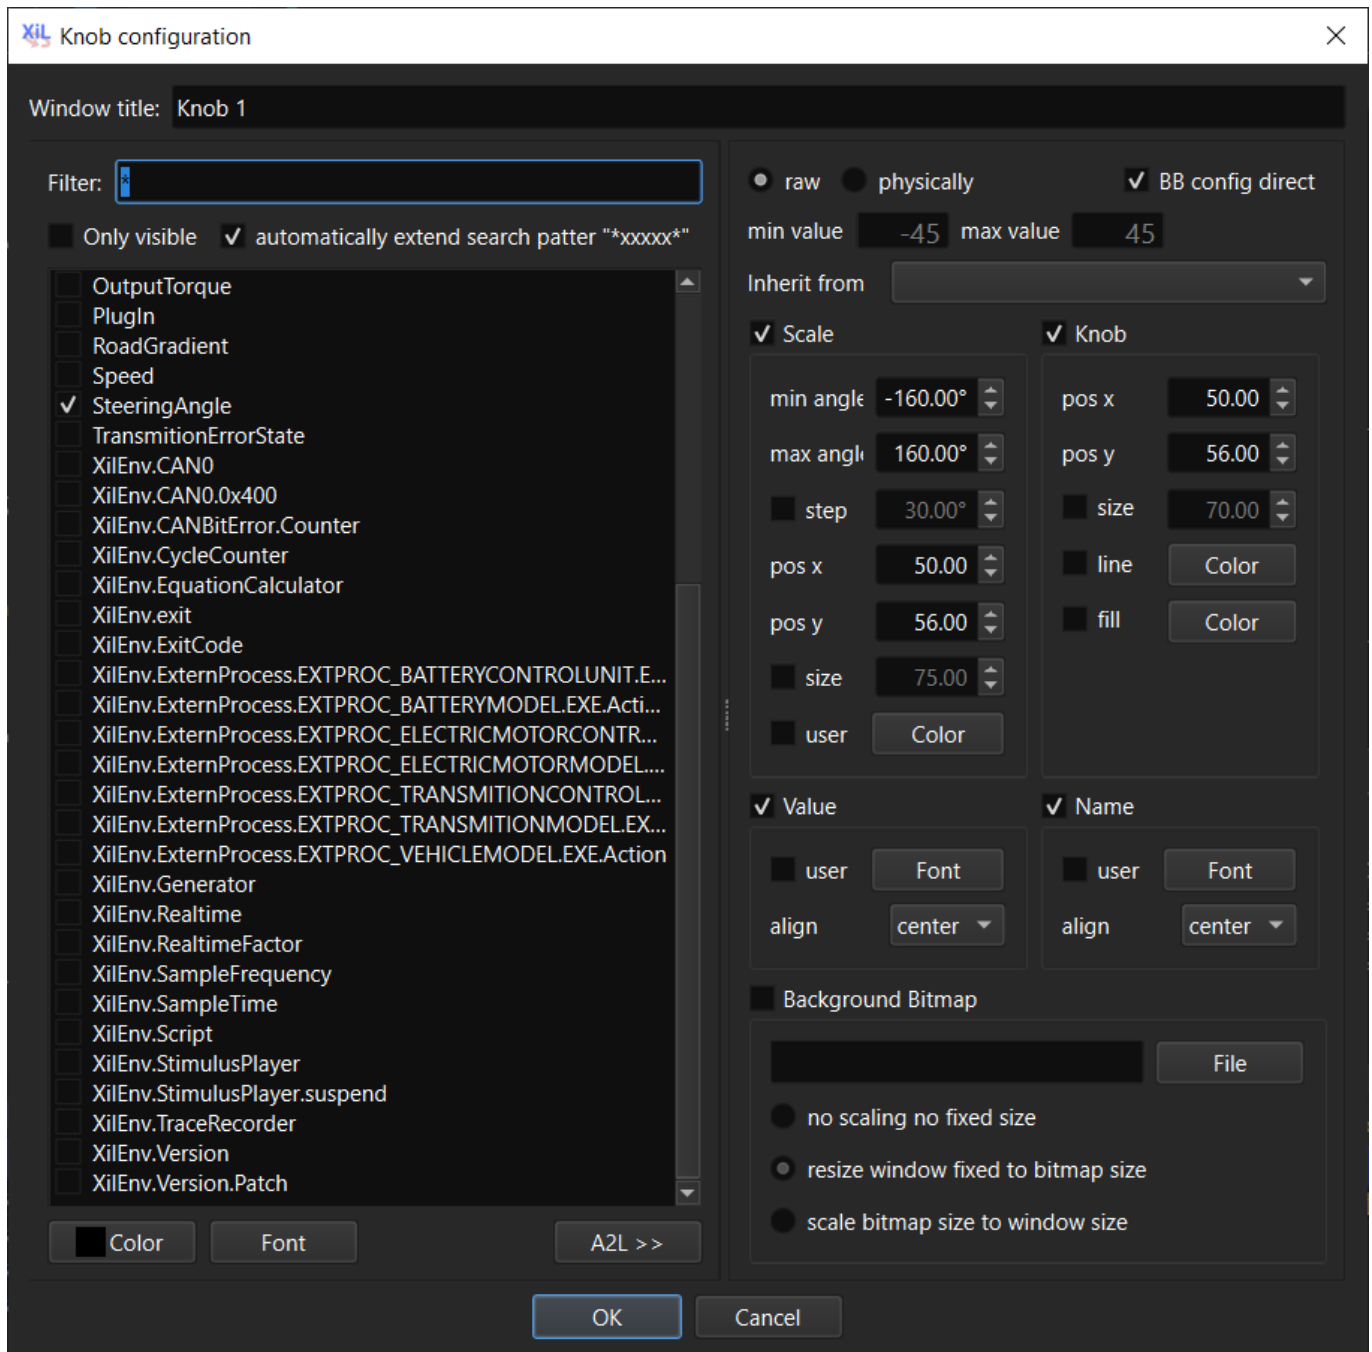 XiL Knob configuration
Window title: Knob 1
Filter: *
Only visible automatically extend search patter "*xxxxx*"
OutputTorque
PlugIn
RoadGradient
Speed
SteeringAngle
TransmitionErrorState
XilEnv.CAN0
XilEnv.CAN0.0x400
XilEnv.CANBitError.Counter
XilEnv.CycleCounter
XilEnv.EquationCalculator
XilEnv.exit
XilEnv.ExitCode
XilEnv.ExternProcess.EXTPROC_BATTERYCONTROLUNIT.E...
XilEnv.ExternProcess.EXTPROC_BATTERYMODEL.EXE.Acti...
XilEnv.ExternProcess.EXTPROC_ELECTRICMOTORCONTR...
XilEnv.ExternProcess.EXTPROC_ELECTRICMOTORMODEL....
XilEnv.ExternProcess.EXTPROC_TRANSMITIONCONTROL...
XilEnv.ExternProcess.EXTPROC_TRANSMITIONMODEL.EX...
XilEnv.ExternProcess.EXTPROC_VEHICLEMODEL.EXE.Action
XilEnv.Generator
XilEnv.Realtime
XilEnv.RealtimeFactor
XilEnv.SampleFrequency
XilEnv.SampleTime
XilEnv.Script
XilEnv.StimulusPlayer
XilEnv.StimulusPlayer.suspend
XilEnv.TraceRecorder
XilEnv.Version
XilEnv.Version.Patch
Color Font A2L >>
raw physically BB config direct
min value -45 max value 45
Inherit from
Scale
min angle -160.00°
max angle 160.00°
step 30.00°
pos x 50.00
pos y 56.00
size 75.00
user Color
Knob
pos x 50.00
pos y 56.00
size 70.00
line Color
fill Color
Value
user Font
align center
Name
user Font
align center
Background Bitmap
File
no scaling no fixed size
resize window fixed to bitmap size
scale bitmap size to window size
OK Cancel